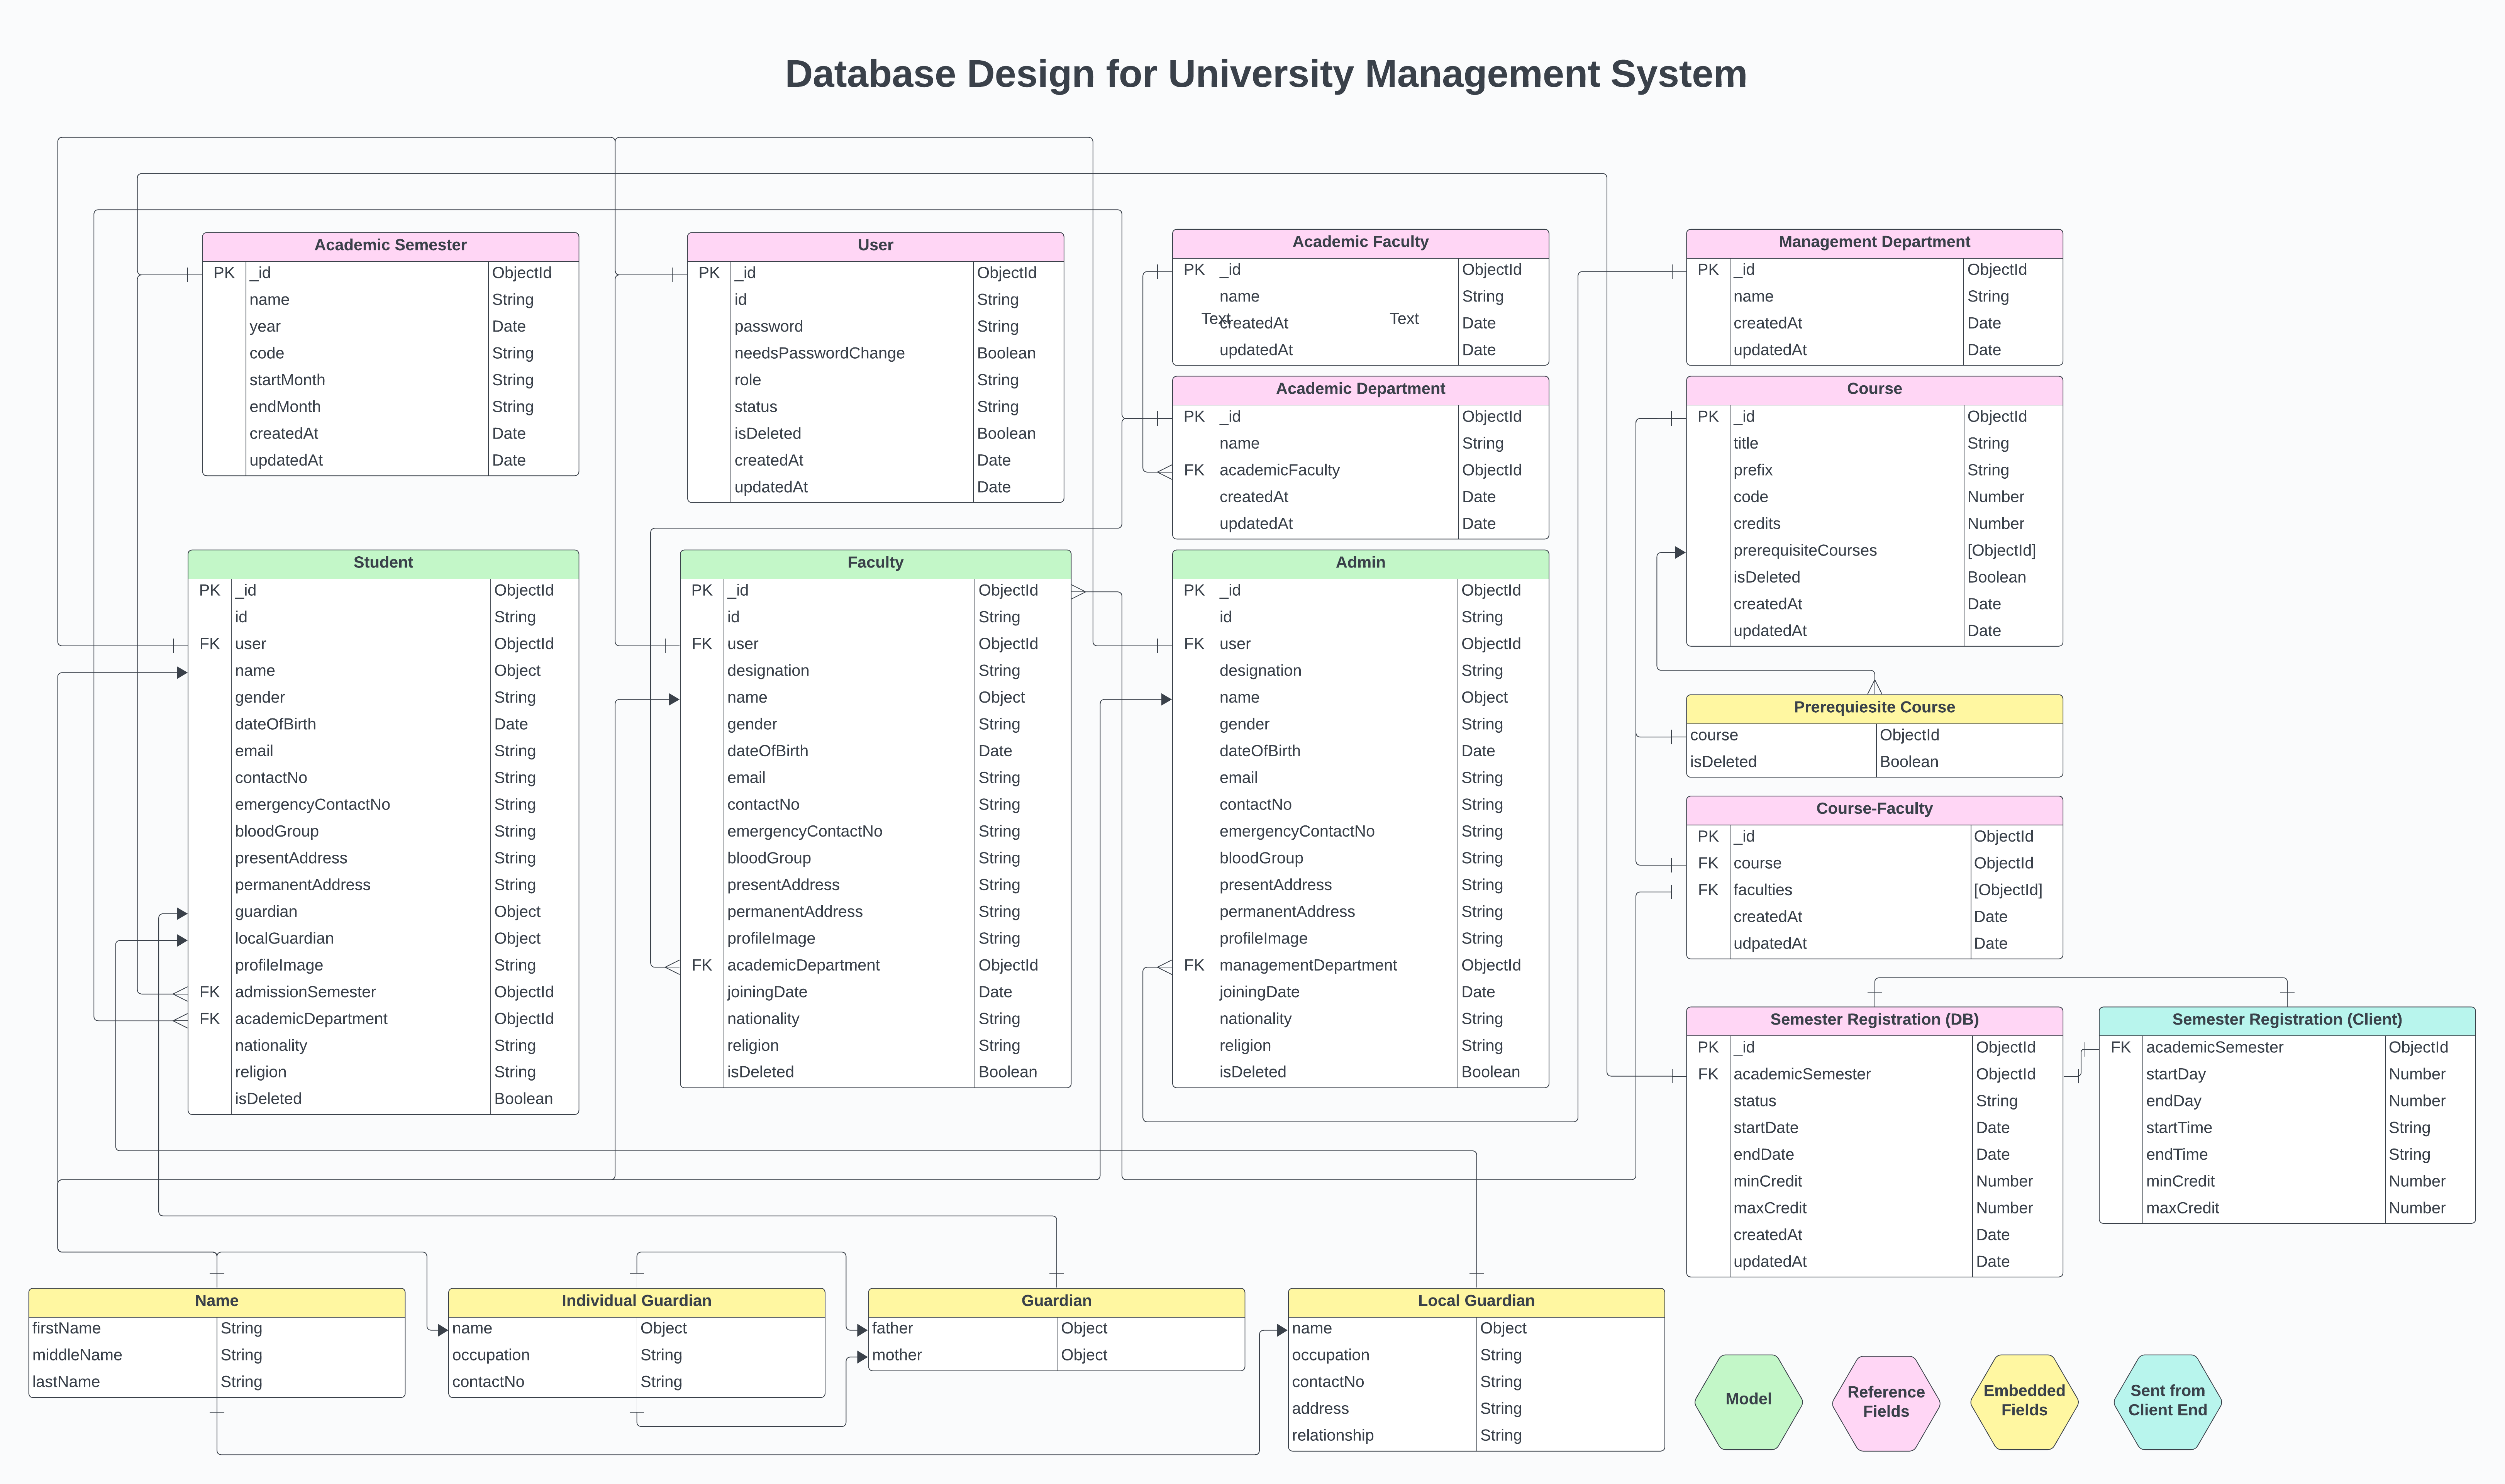 Database Design for University Management System
Academic Semester
PK _id ObjectId
name String
year Date
code String
startMonth String
endMonth String
createdAt Date
updatedAt Date
User
PK _id ObjectId
id String
password String
needsPasswordChange Boolean
role String
status String
isDeleted Boolean
createdAt Date
updatedAt Date
Academic Faculty
PK _id ObjectId
name String
Text Text
createdAt Date
updatedAt Date
Management Department
PK _id ObjectId
name String
createdAt Date
updatedAt Date
Academic Department
PK _id ObjectId
name String
FK academicFaculty ObjectId
createdAt Date
updatedAt Date
Course
PK _id ObjectId
title String
prefix String
code Number
credits Number
prerequisiteCourses [ObjectId]
isDeleted Boolean
createdAt Date
updatedAt Date
Student
PK _id ObjectId
id String
FK user ObjectId
name Object
gender String
dateOfBirth Date
email String
contactNo String
emergencyContactNo String
bloodGroup String
presentAddress String
permanentAddress String
guardian Object
localGuardian Object
profileImage String
FK admissionSemester ObjectId
FK academicDepartment ObjectId
nationality String
religion String
isDeleted Boolean
Faculty
PK _id ObjectId
id String
FK user ObjectId
designation String
name Object
gender String
dateOfBirth Date
email String
contactNo String
emergencyContactNo String
bloodGroup String
presentAddress String
permanentAddress String
profileImage String
FK academicDepartment ObjectId
joiningDate Date
nationality String
religion String
isDeleted Boolean
Admin
PK _id ObjectId
id String
FK user ObjectId
designation String
name Object
gender String
dateOfBirth Date
email String
contactNo String
emergencyContactNo String
bloodGroup String
presentAddress String
permanentAddress String
profileImage String
FK managementDepartment ObjectId
joiningDate Date
nationality String
religion String
isDeleted Boolean
Prerequiesite Course
course ObjectId
isDeleted Boolean
Course-Faculty
PK _id ObjectId
FK course ObjectId
FK faculties [ObjectId]
createdAt Date
udpatedAt Date
Semester Registration (DB)
PK _id ObjectId
FK academicSemester ObjectId
status String
startDate Date
endDate Date
minCredit Number
maxCredit Number
createdAt Date
updatedAt Date
Semester Registration (Client)
FK academicSemester ObjectId
startDay Number
endDay Number
startTime String
endTime String
minCredit Number
maxCredit Number
Name
firstName String
middleName String
lastName String
Individual Guardian
name Object
occupation String
contactNo String
Guardian
father Object
mother Object
Local Guardian
name Object
occupation String
contactNo String
address String
relationship String
Model
Reference
Fields
Embedded
Fields
Sent from
Client End